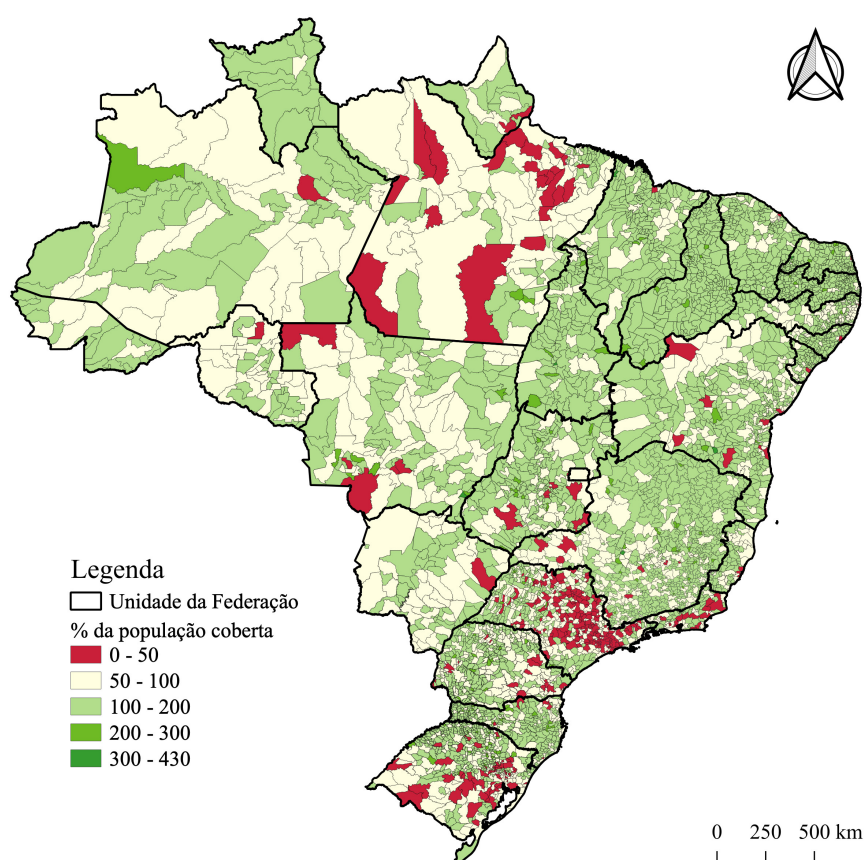 Legenda
Unidade da Federação
% da população coberta
0 - 50
50 - 100
100 - 200
200 - 300
300 - 430
0 250 500 km